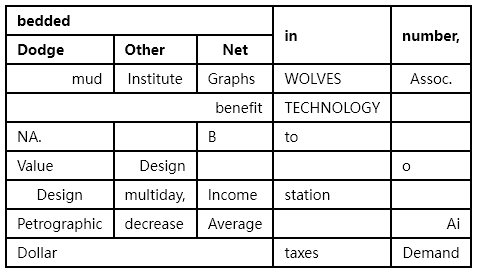 bedded in number,
Dodge Other Net
mud Institute Graphs WOLVES Assoc.
benefit TECHNOLOGY
NA. B to
Value Design o
Design multiday, Income station
Petrographic decrease Average Ai
Dollar taxes Demand